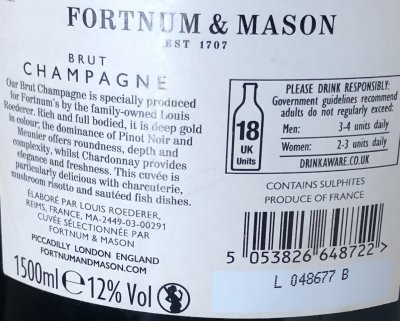 FORTNUM & MASON
EST 1707
BRUT
CHAMPAGNE
Our Brut Champagne is specially produced
for Fortnum's by the family-owned Louis
Roederer. Rich and full bodied, it is deep gold
in colour; the dominance of Pinot Noir and
Meunier offers roundness, depth and
complexity, whilst Chardonnay provides
elegance and freshness. This cuvée is
particularly delicious with charcuterie,
mushroom risotto and sautéed fish dishes.
ÉLABORÉ PAR LOUIS ROEDERER,
REIMS, FRANCE, MA-2449-03-00291
CUVÉE SÉLECTIONNÉE PAR
FORTNUM & MASON
PICCADILLY LONDON ENGLAND
FORTNUMANDMASON.COM
1500ml e 12% Vol
PLEASE DRINK RESPONSIBLY:
Government guidelines recommend
adults do not regularly exceed:
Men: 3-4 units daily
Women: 2-3 units daily
DRINKAWARE.CO.UK
18
UK
Units
CONTAINS SULPHITES
PRODUCE OF FRANCE
5 053826 648722 >
L 048677 B